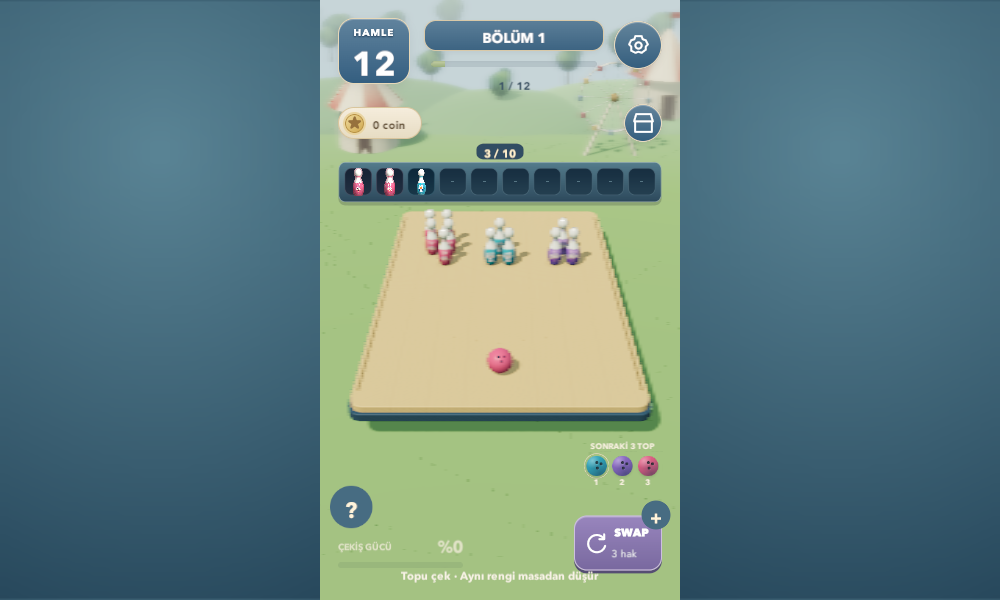 HAMLE
12
BÖLÜM 1
1 / 12
0 coin
3 / 10
SONRAKİ 3 TOP
1 2 3
?
+
SWAP
3 hak
ÇEKİŞ GÜCÜ %0
Topu çek · Aynı rengi masadan düşür